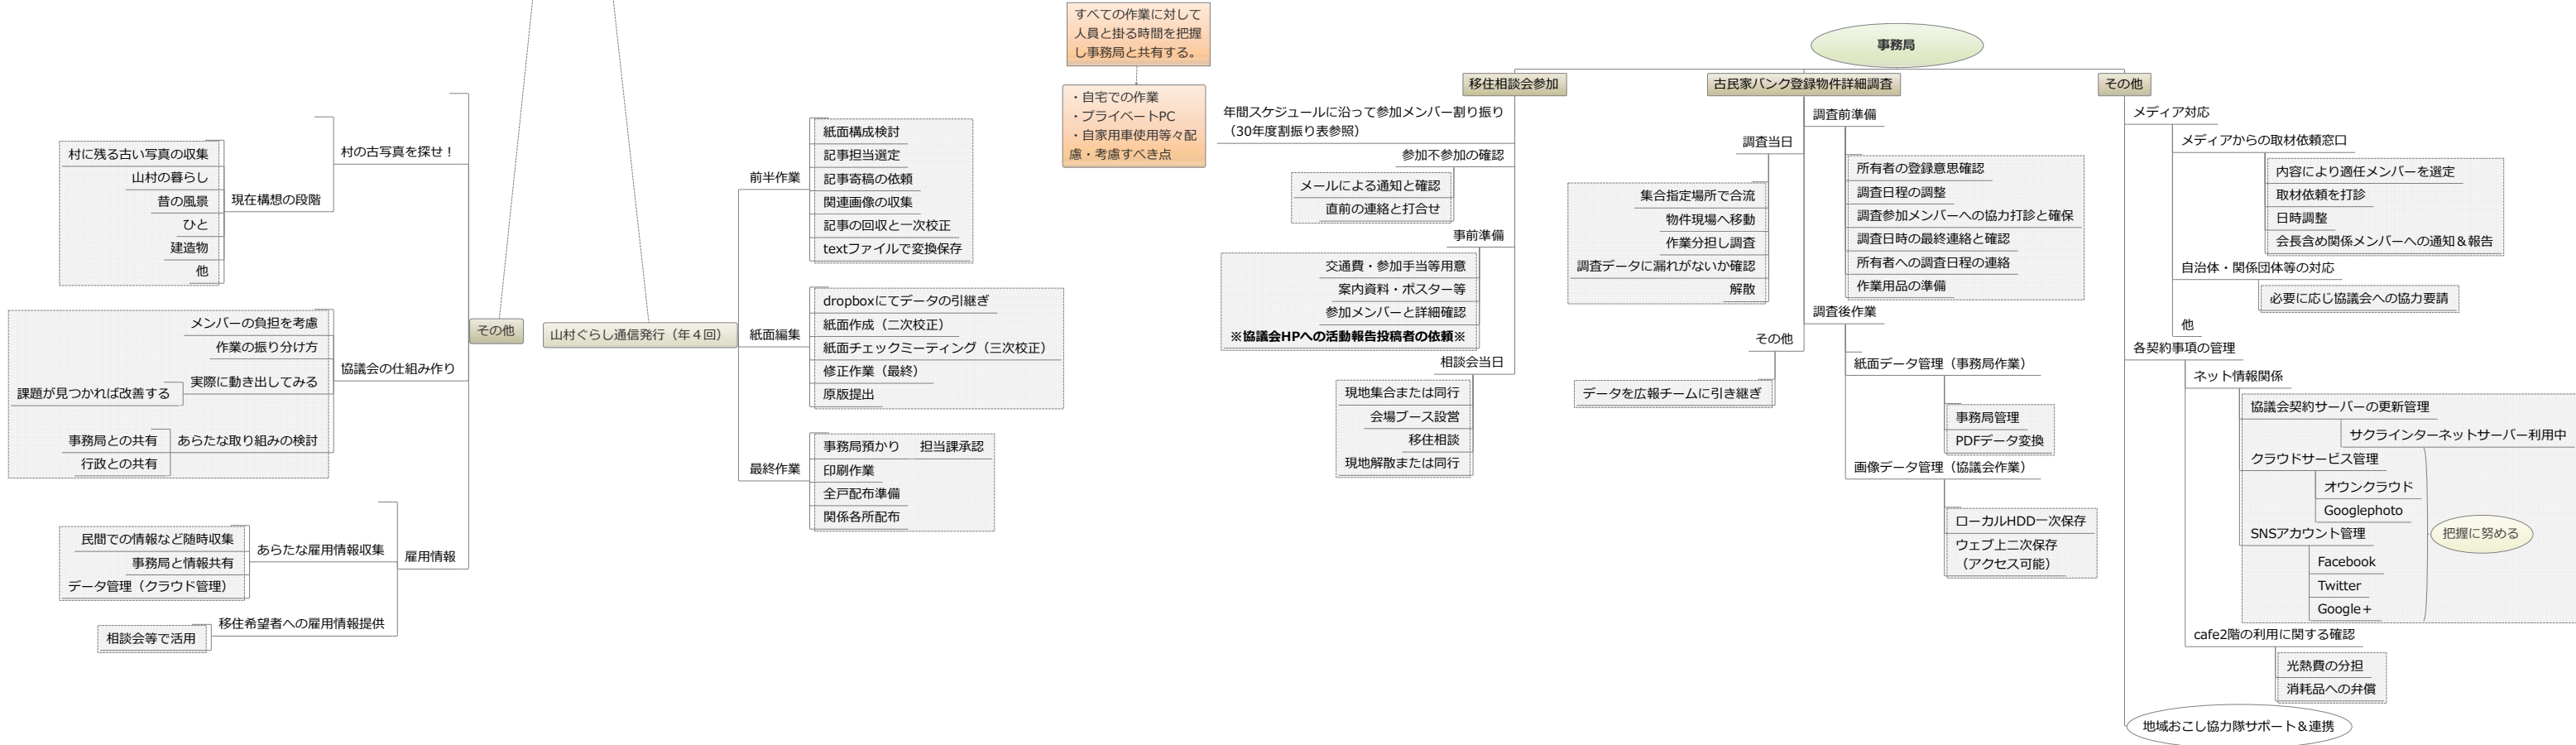 すべての作業に対して
人員と掛る時間を把握
し事務局と共有する。
・自宅での作業
・プライベートPC
・自家用車使用等々配
慮・考慮すべき点
その他
村の古写真を探せ！
現在構想の段階
村に残る古い写真の収集
山村の暮らし
昔の風景
ひと
建造物
他
協議会の仕組み作り
メンバーの負担を考慮
作業の振り分け方
実際に動き出してみる
課題が見つかれば改善する
あらたな取り組みの検討
事務局との共有
行政との共有
雇用情報
あらたな雇用情報収集
民間での情報など随時収集
事務局と情報共有
データ管理（クラウド管理）
移住希望者への雇用情報提供
相談会等で活用
山村ぐらし通信発行（年４回）
前半作業
紙面構成検討
記事担当選定
記事寄稿の依頼
関連画像の収集
記事の回収と一次校正
textファイルで変換保存
紙面編集
dropboxにてデータの引継ぎ
紙面作成（二次校正）
紙面チェックミーティング（三次校正）
修正作業（最終）
原版提出
最終作業
事務局預かり 担当課承認
印刷作業
全戸配布準備
関係各所配布
事務局
移住相談会参加
年間スケジュールに沿って参加メンバー割り振り
（30年度割振り表参照）
参加不参加の確認
メールによる通知と確認
直前の連絡と打合せ
事前準備
交通費・参加手当等用意
案内資料・ポスター等
参加メンバーと詳細確認
※協議会HPへの活動報告投稿者の依頼※
相談会当日
現地集合または同行
会場ブース設営
移住相談
現地解散または同行
古民家バンク登録物件詳細調査
調査前準備
所有者の登録意思確認
調査日程の調整
調査参加メンバーへの協力打診と確保
調査日時の最終連絡と確認
所有者への調査日程の連絡
作業用品の準備
調査当日
集合指定場所で合流
物件現場へ移動
作業分担し調査
調査データに漏れがないか確認
解散
調査後作業
紙面データ管理（事務局作業）
事務局管理
PDFデータ変換
画像データ管理（協議会作業）
ローカルHDD一次保存
ウェブ上二次保存
（アクセス可能）
その他
データを広報チームに引き継ぎ
その他
メディア対応
メディアからの取材依頼窓口
内容により適任メンバーを選定
取材依頼を打診
日時調整
会長含め関係メンバーへの通知＆報告
自治体・関係団体等の対応
必要に応じ協議会への協力要請
他
各契約事項の管理
ネット情報関係
協議会契約サーバーの更新管理
サクラインターネットサーバー利用中
クラウドサービス管理
オウンクラウド
Googlephoto
SNSアカウント管理
Facebook
Twitter
Google+
把握に努める
cafe2階の利用に関する確認
光熱費の分担
消耗品への弁償
地域おこし協力隊サポート＆連携